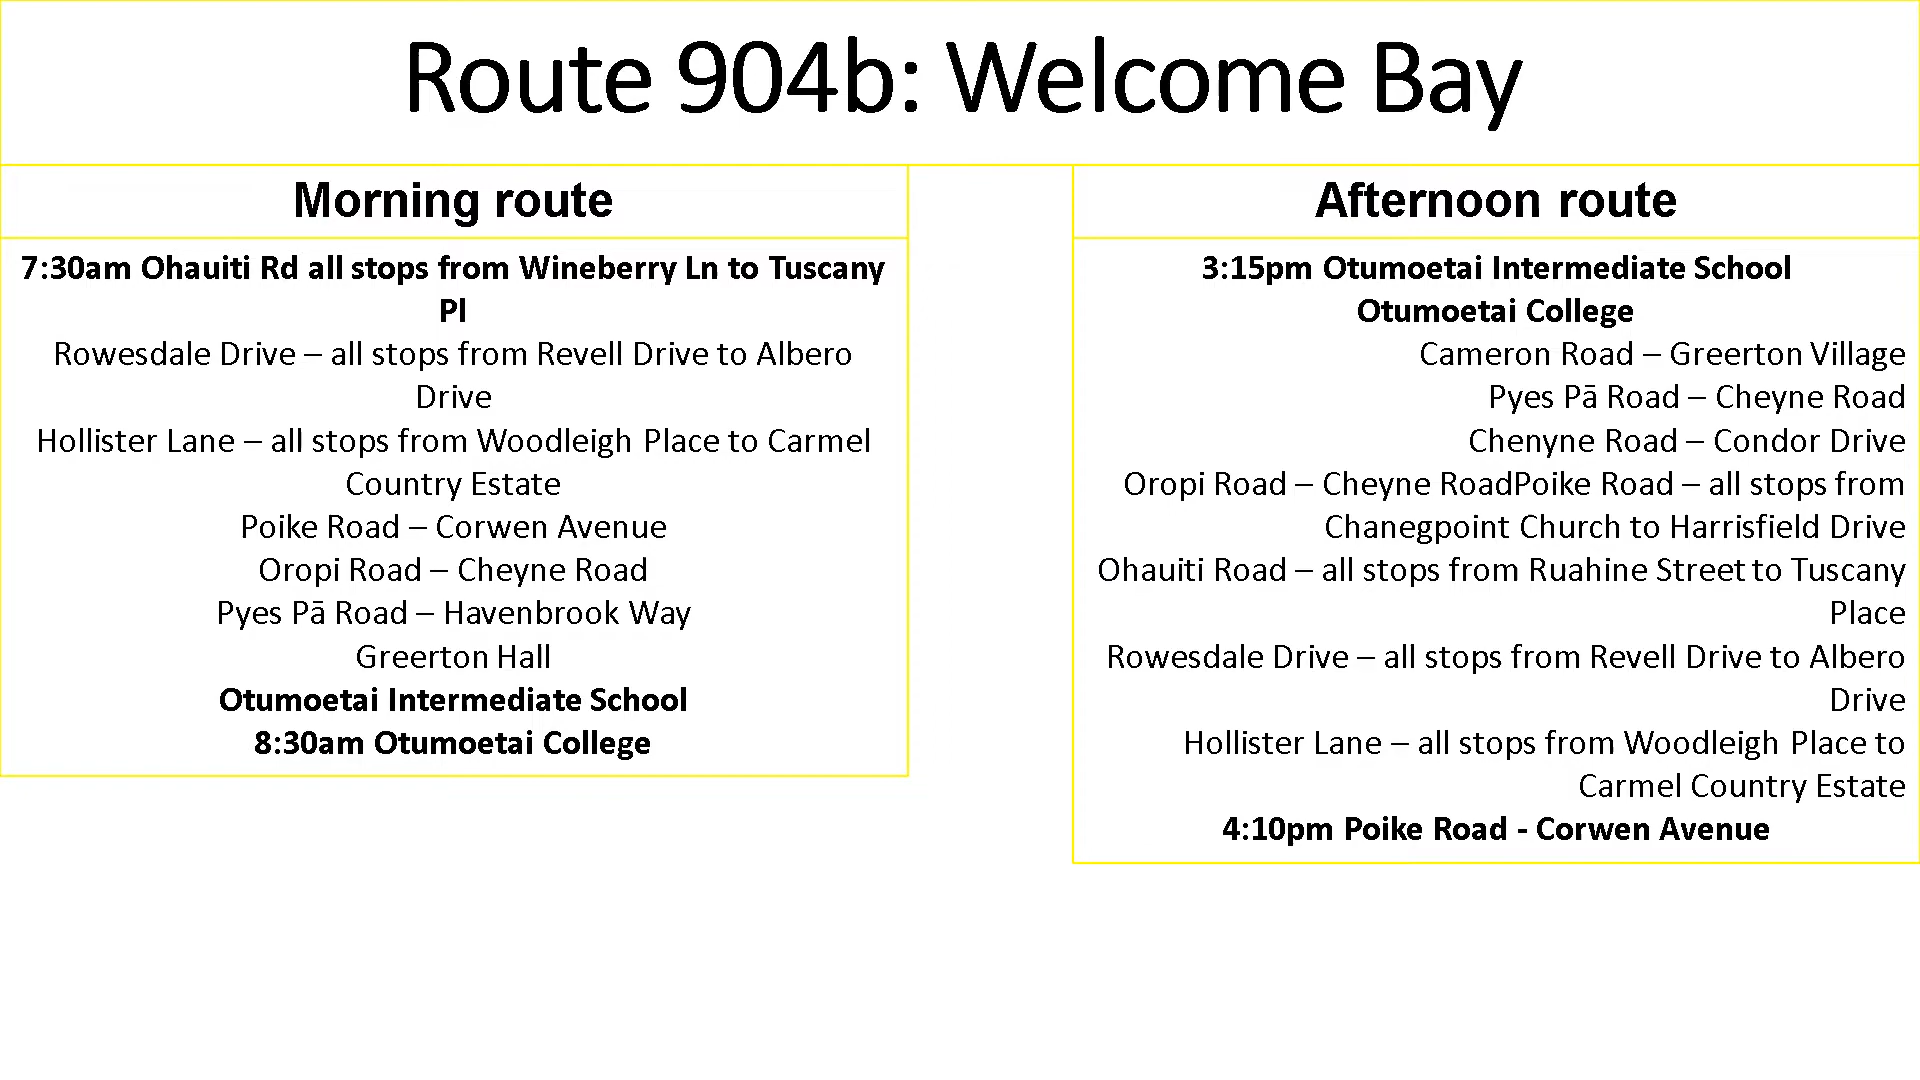 Route 904b: Welcome Bay
Morning route
7:30am Ohauiti Rd all stops from Wineberry Ln to Tuscany
Pl
Rowesdale Drive – all stops from Revell Drive to Albero
Drive
Hollister Lane – all stops from Woodleigh Place to Carmel
Country Estate
Poike Road – Corwen Avenue
Oropi Road – Cheyne Road
Pyes Pā Road – Havenbrook Way
Greerton Hall
Otumoetai Intermediate School
8:30am Otumoetai College
Afternoon route
3:15pm Otumoetai Intermediate School
Otumoetai College
Cameron Road – Greerton Village
Pyes Pā Road – Cheyne Road
Chenyne Road – Condor Drive
Oropi Road – Cheyne RoadPoike Road – all stops from
Chanegpoint Church to Harrisfield Drive
Ohauiti Road – all stops from Ruahine Street to Tuscany
Place
Rowesdale Drive – all stops from Revell Drive to Albero
Drive
Hollister Lane – all stops from Woodleigh Place to
Carmel Country Estate
4:10pm Poike Road - Corwen Avenue